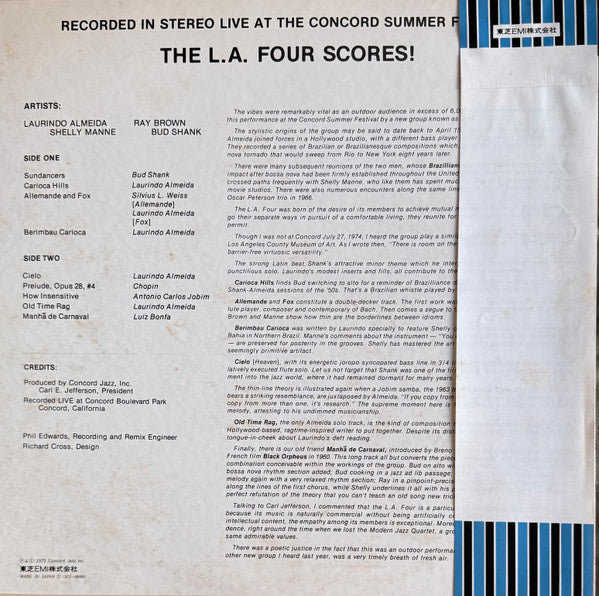 RECORDED IN STEREO LIVE AT THE CONCORD SUMMER F
THE L.A. FOUR SCORES!
東芝EMI株式会社
ARTISTS:
LAURINDO ALMEIDA RAY BROWN
SHELLY MANNE BUD SHANK
SIDE ONE
Sundancers Bud Shank
Carioca Hills Laurindo Almeida
Allemande and Fox Silvius L. Weiss
[Allemande]
Laurindo Almeida
[Fox]
Berimbau Carioca Laurindo Almeida
SIDE TWO
Cielo Laurindo Almeida
Prelude, Opus 28, #4 Chopin
How Insensitive Antonio Carlos Jobim
Old Time Rag Laurindo Almeida
Manhã de Carnaval Luiz Bonfa
CREDITS:
Produced by Concord Jazz, Inc.
Carl E. Jefferson, President
Recorded LIVE at Concord Boulevard Park
Concord, California
Phil Edwards, Recording and Remix Engineer
Richard Cross, Design
Ⓟ&Ⓒ 1975 Concord Jazz Inc.
東芝EMI株式会社
MADE IN JAPAN
The vibes were remarkably vital as an outdoor audience in excess of 6,0
this performance at the Concord Summer Festival by a new group known as
The stylistic origins of the group may be said to date back to April 15
Almeida joined forces in a Hollywood studio, with a different bass player
They recorded a series of Brazilian or Brazilianesque compositions which
nova tornado that would sweep from Rio to New York eight years later.
There were many subsequent reunions of the two men, whose Brazillian
impact after bossa nova had been firmly established throughout the United
crossed paths frequently with Shelly Manne, who like them has spent muc
movie studios. There were also numerous encounters along the same line
Oscar Peterson trio in 1966.
The L.A. Four was born of the desire of its members to achieve mutual m
go their separate ways in pursuit of a comfortable living, they reunite for
permit.
Though I was not at Concord July 27, 1974, I heard the group play a simil
Los Angeles County Museum of Art. As I wrote then, "There is room on the
barrier-free virtuosic versatility."
The strong Latin beat, Shank's attractive minor theme which he inter
punctilious solo, Laurindo's modest inserts and fills, all contribute to the
Carioca Hills finds Bud switching to alto for a reminder of Brazilliance o
Shank-Almeida sessions of the '50s. That's a Brazilian whistle played by
Allemande and Fox constitute a double-decker track. The first work wa
lute player, composer and contemporary of Bach. Then comes a segue to
Brown and Manne show how thin are the borderlines between idioms.
Berimbau Carioca was written by Laurindo specially to feature Shelly o
Bahia in Northern Brazil. Manne's comments about the instrument — "You
— are preserved for posterity in the grooves. Shelly has mastered the art
seemingly primitive artifact.
Cielo [Heaven], with its energetic joropo syncopated bass line in 3/4 t
latively executed flute solo. Let us not forget that Shank was one of the firs
ment into the jazz world, where it had remained dormant for many years.
The thin-line theory is illustrated again when a Jobim samba, the 1963
bears a striking resemblance, are juxtaposed by Almeida. "If you copy from
copy from more than one, it's research." The supreme moment here is
melody, attesting to his undimmed musicianship.
Old Time Rag, the only Almeida solo track, is the kind of composition f
Hollywood-based, ragtime-inspired writer to put together. Despite its dist
tongue-in-cheek about Laurindo's deft reading.
Finally, there is our old friend Manhã de Carnaval, introduced by Breno
French film Black Orpheus in 1960. This long track all but converts the piece
combination conceivable within the workings of the group. Bud on alto w
bossa nova rhythm section added; Bud cooking in a jazz ad lib passage;
melody again with a very relaxed rhythm section; Ray in a pinpoint-precis
along the lines of the first chorus, while Shelly underlines it all with his p
perfect refutation of the theory that you can't teach an old song new tric
Talking to Carl Jefferson, I commented that the L.A. Four is a particul
because its music is naturally commercial without being artificially co
intellectual content, the empathy among its members is exceptional. More
dence, right around the time when we lost the Modern Jazz Quartet, a gro
same admirable values.
There was a poetic justice in the fact that this was an outdoor performan
other new group I heard last year, was a very timely breath of fresh air.